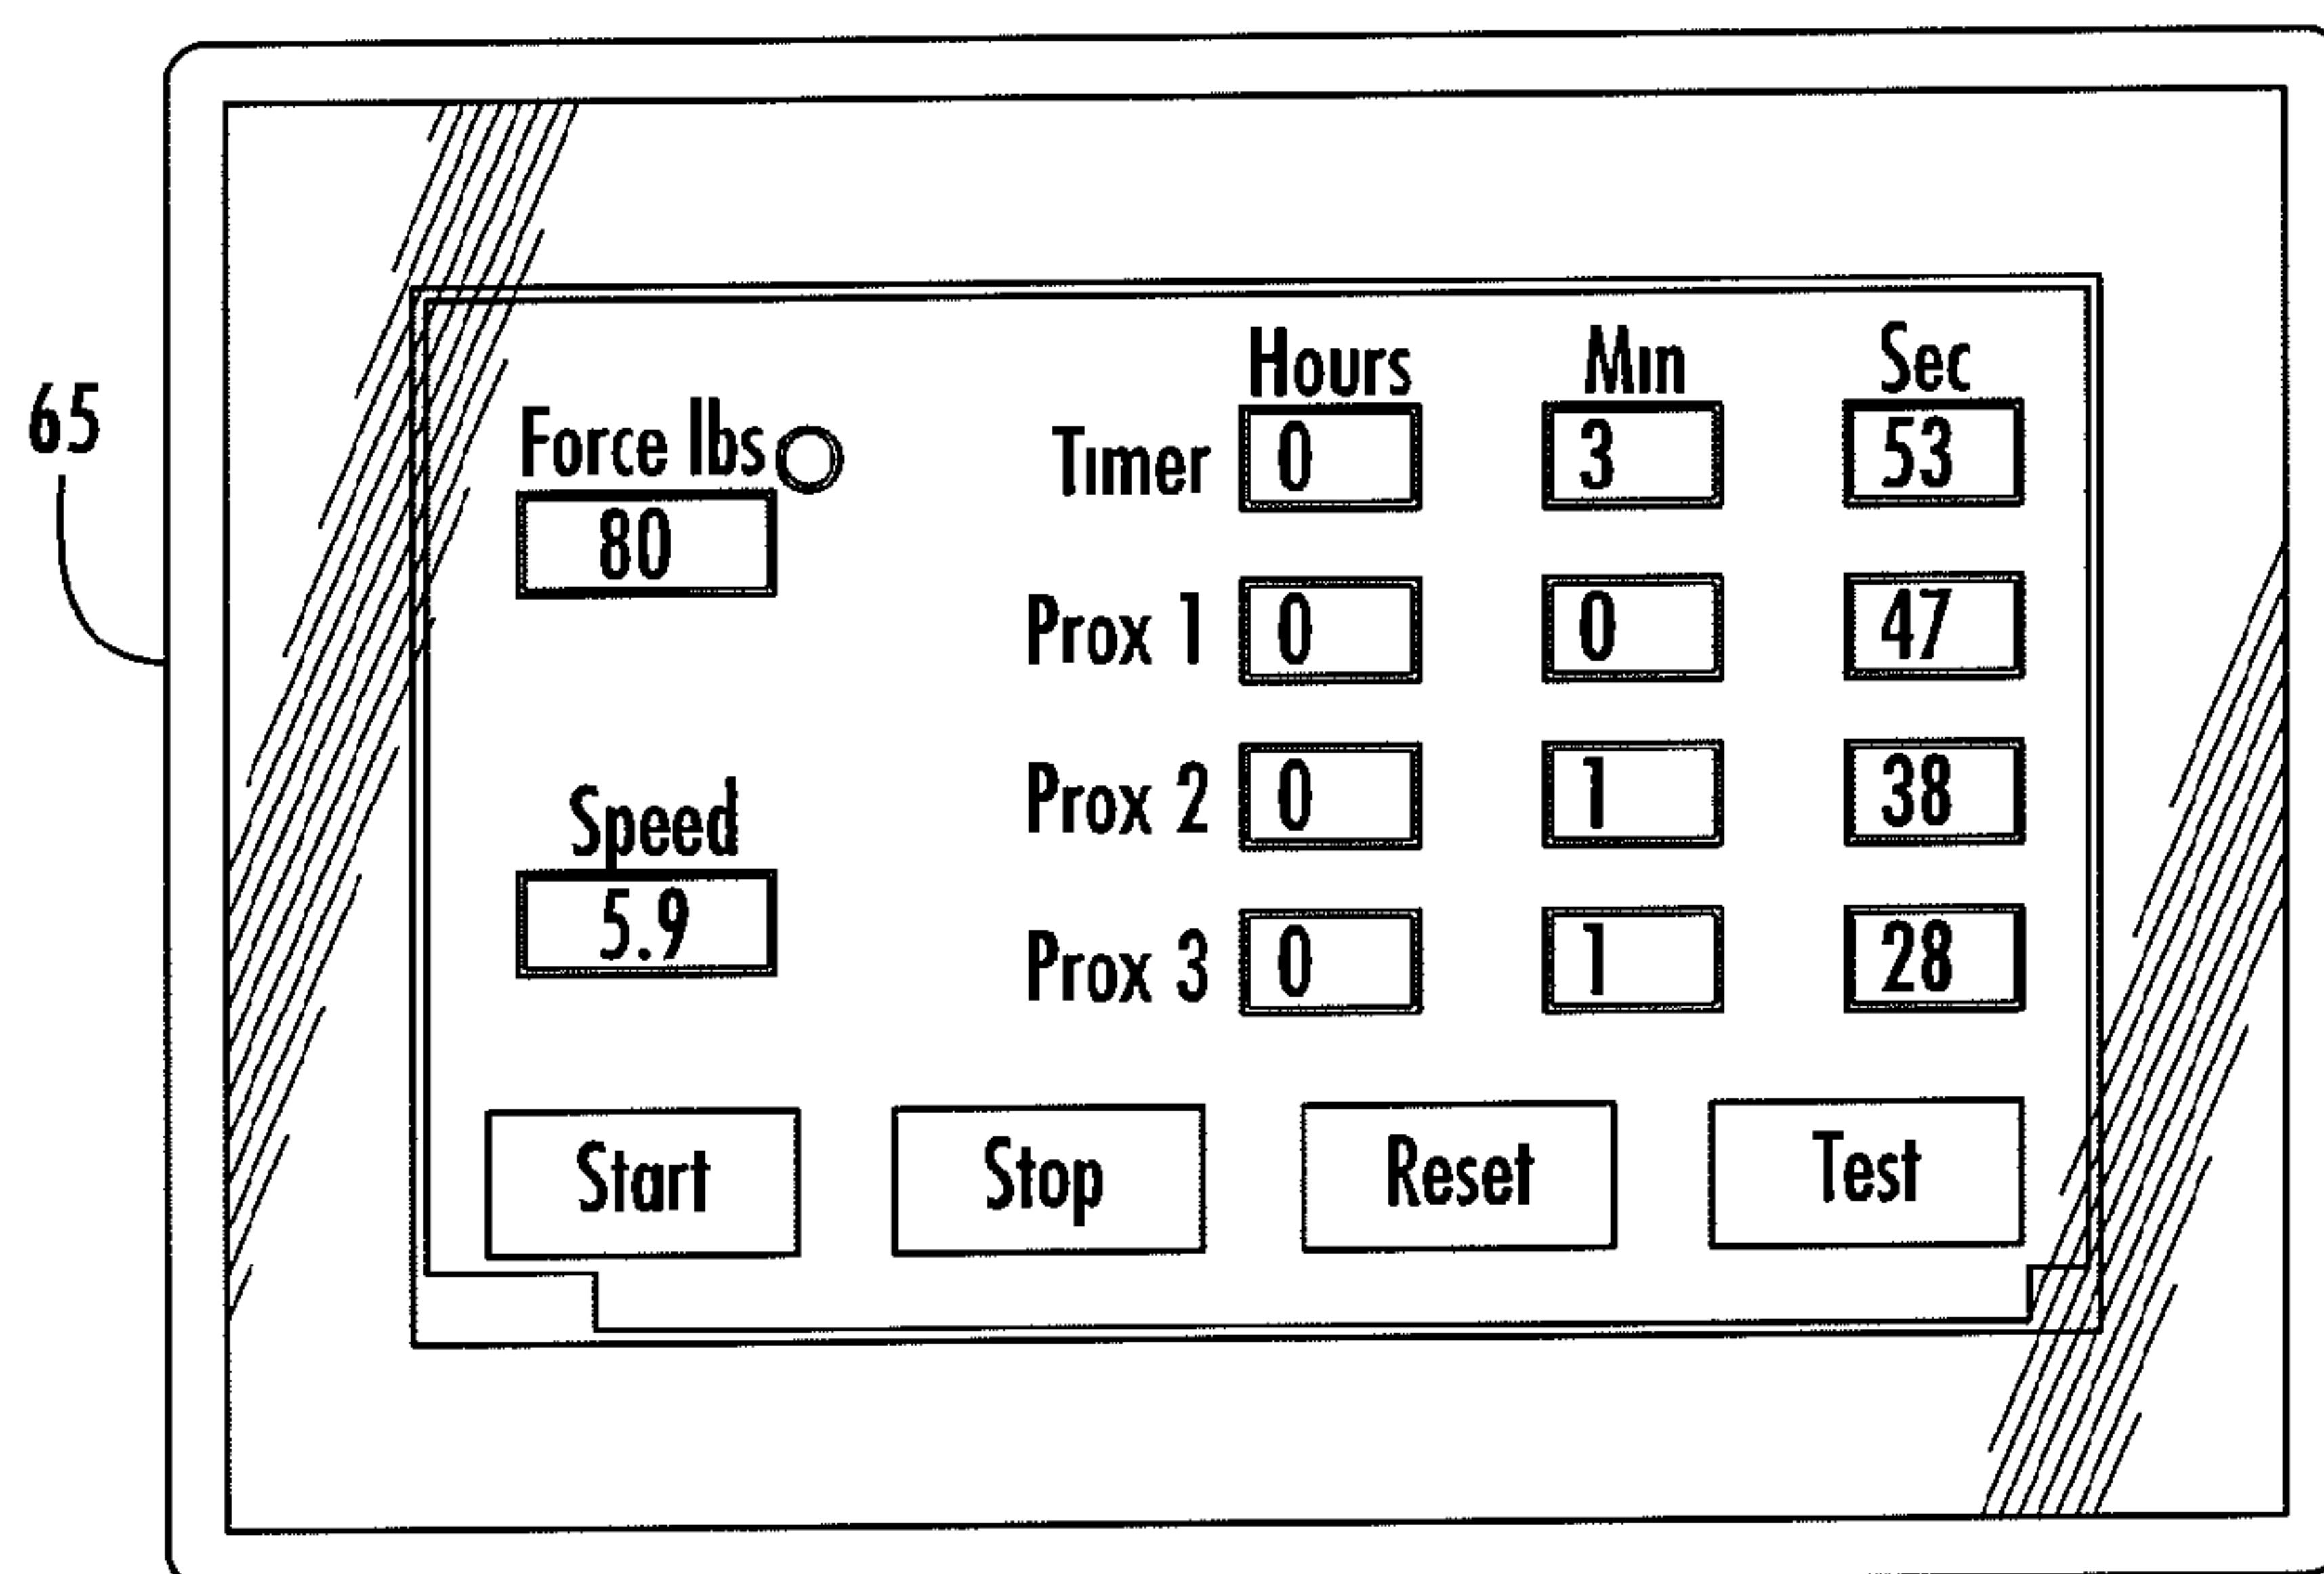 Hours Min Sec
65
Force lbs
Timer 0 3 53
80
Prox 1 0 0 47
Speed
Prox 2 0 1 38
5.9
Prox 3 0 1 28
Start Stop Reset Test